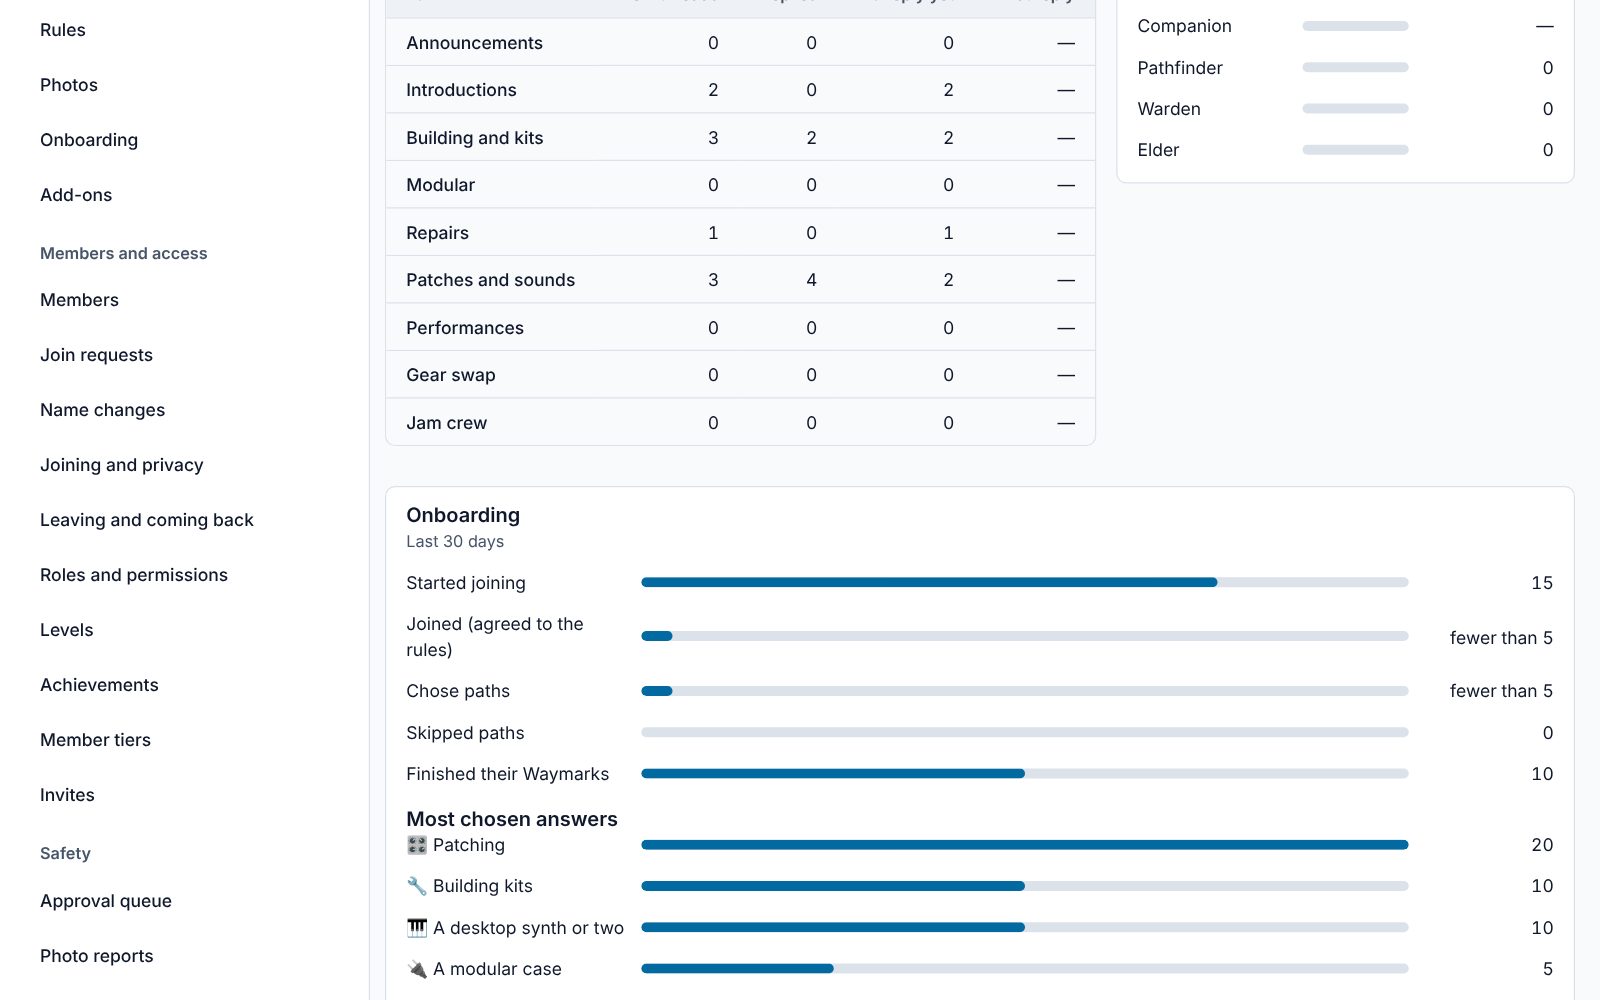 Rules
Photos
Onboarding
Add-ons
Members and access
Members
Join requests
Name changes
Joining and privacy
Leaving and coming back
Roles and permissions
Levels
Achievements
Member tiers
Invites
Safety
Approval queue
Photo reports
Announcements 0 0 0 —
Introductions 2 0 2 —
Building and kits 3 2 2 —
Modular 0 0 0 —
Repairs 1 0 1 —
Patches and sounds 3 4 2 —
Performances 0 0 0 —
Gear swap 0 0 0 —
Jam crew 0 0 0 —
Companion —
Pathfinder 0
Warden 0
Elder 0
Onboarding
Last 30 days
Started joining 15
Joined (agreed to the
rules) fewer than 5
Chose paths fewer than 5
Skipped paths 0
Finished their Waymarks 10
Most chosen answers
🎛️ Patching 20
🔧 Building kits 10
🎹 A desktop synth or two 10
🔌 A modular case 5